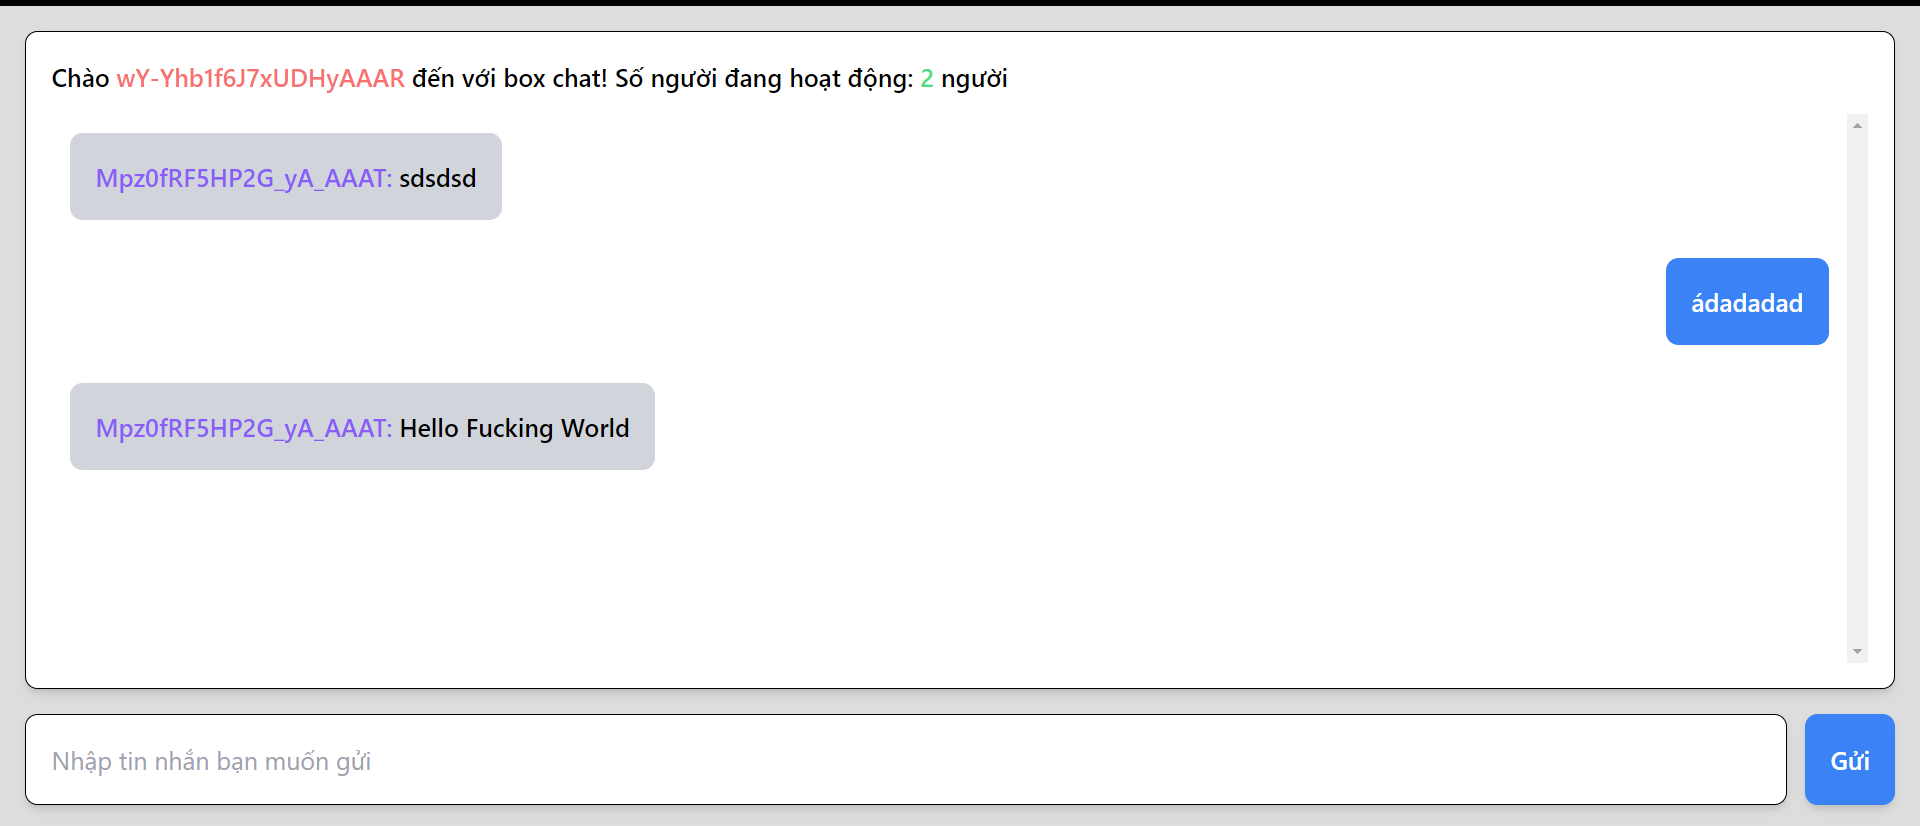 Chào wY-Yhb1f6J7xUDHyAAAR đến với box chat! Số người đang hoạt động: 2 người
Mpz0fRF5HP2G_yA_AAAT: sdsdsd
ádadadad
Mpz0fRF5HP2G_yA_AAAT: Hello Fucking World
Nhập tin nhắn bạn muốn gửi
Gửi